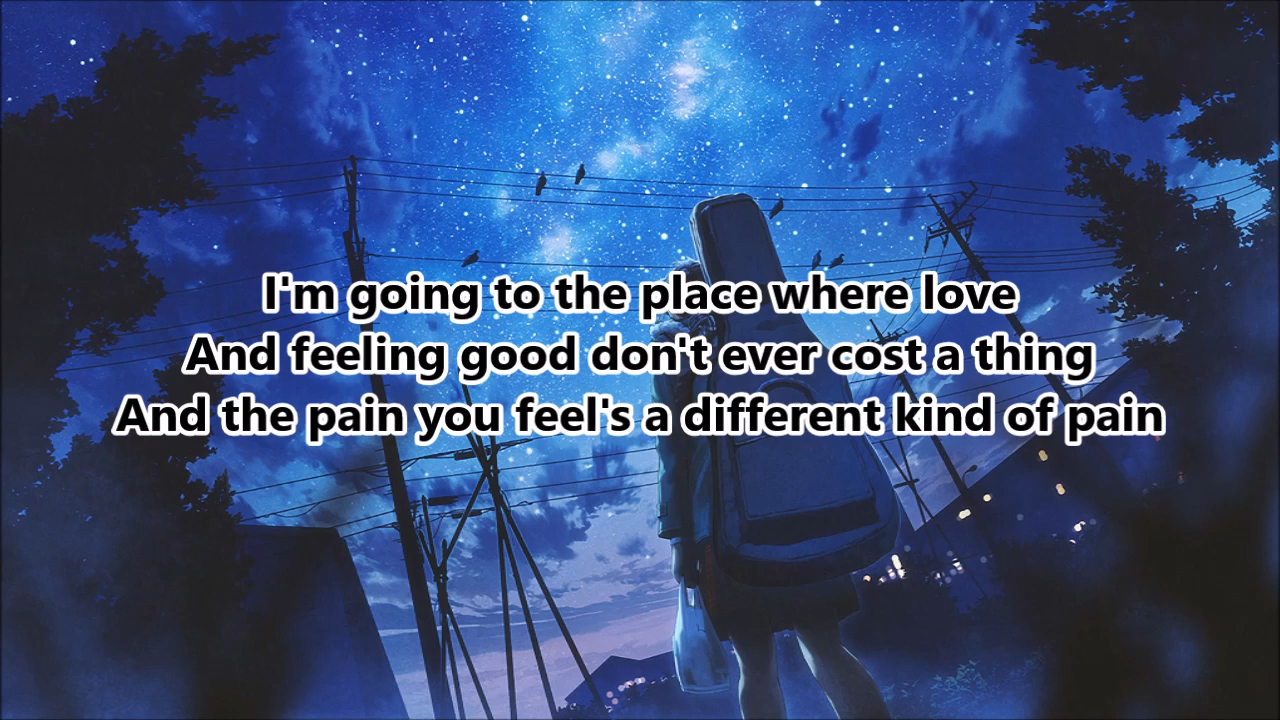 I'm going to the place where love
And feeling good don't ever cost a thing
And the pain you feel's a different kind of pain